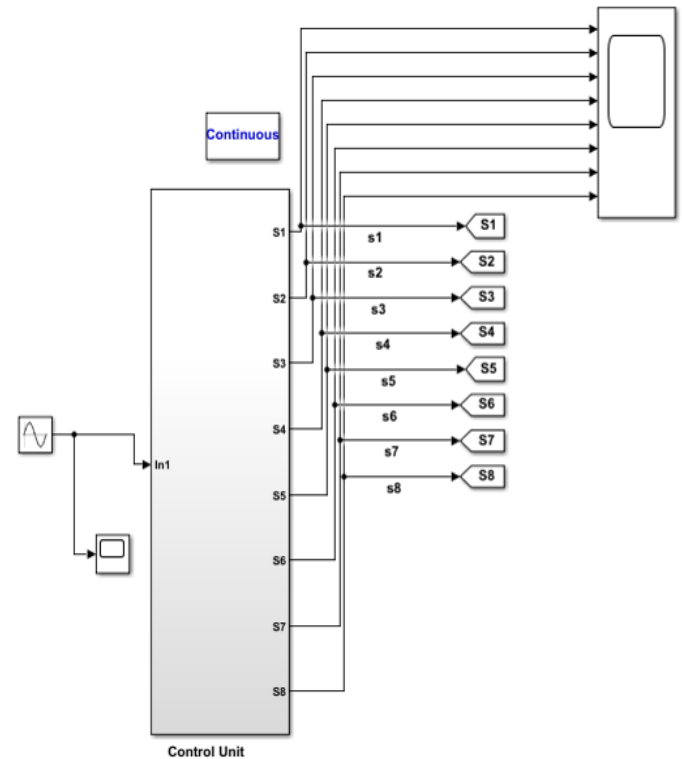 Continuous
S1
s1
S1
s2
S2
S2
s3
S3
S3
s4
S4
S4
s5
S5
S5
s6
S6
S6
s7
S7
S7
s8
S8
S8
In1
Control Unit